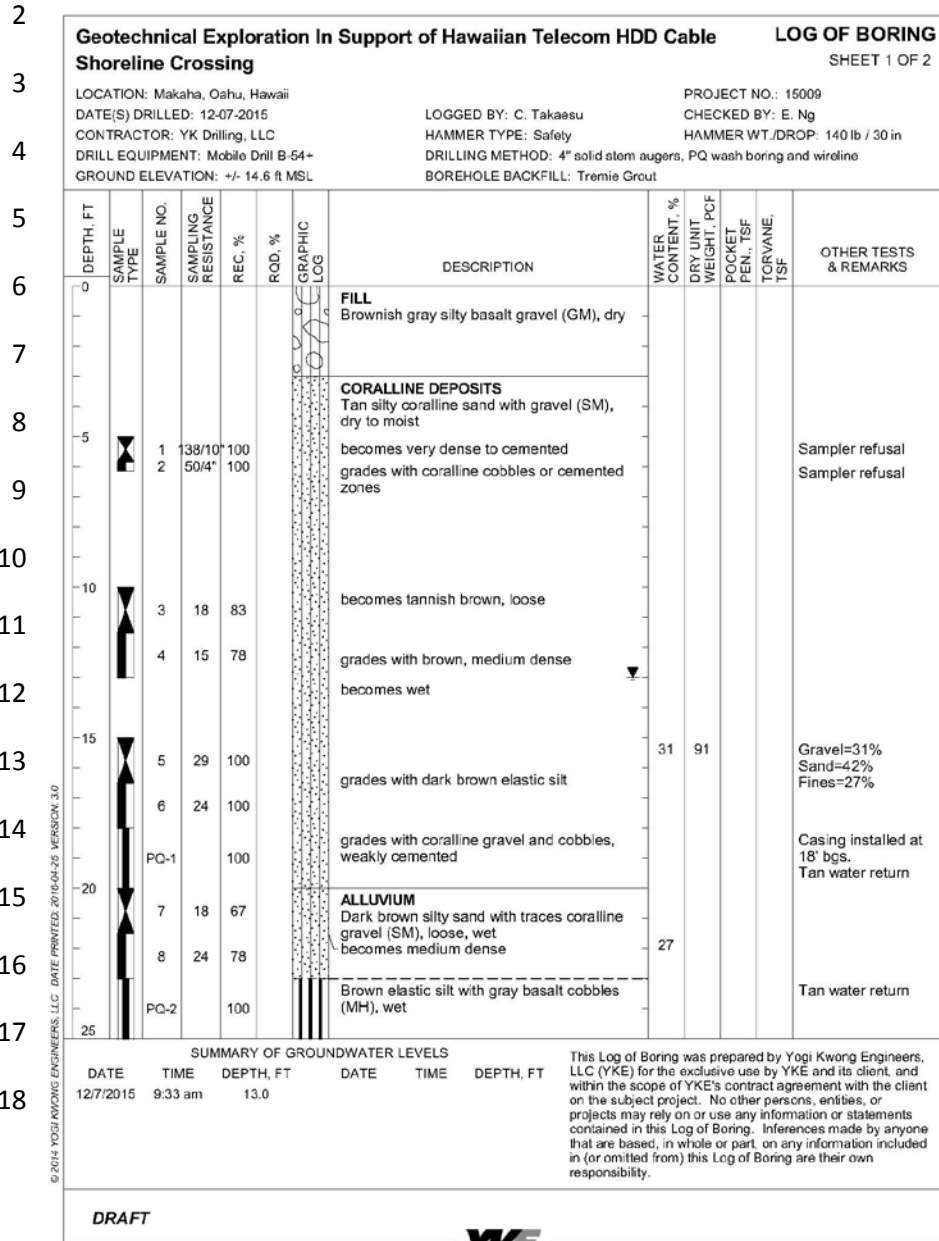 2
Geotechnical Exploration In Support of Hawaiian Telecom HDD Cable
Shoreline Crossing
LOG OF BORING
SHEET 1 OF 2
3
LOCATION: Makaha, Oahu, Hawaii
PROJECT NO.: 15009
DATE(S) DRILLED: 12-07-2015
LOGGED BY: C. Takaesu
CHECKED BY: E. Ng
CONTRACTOR: YK Drilling, LLC
HAMMER TYPE: Safety
HAMMER WT./DROP: 140 lb / 30 in
4
DRILL EQUIPMENT: Mobile Drill B-54+
DRILLING METHOD: 4" solid stem augers, PQ wash boring and wireline
GROUND ELEVATION: +/- 14.6 ft MSL
BOREHOLE BACKFILL: Tremie Grout
5
DEPTH, FT
SAMPLE TYPE
SAMPLE NO.
SAMPLING RESISTANCE
REC, %
RQD, %
GRAPHIC LOG
DESCRIPTION
WATER CONTENT, %
DRY UNIT WEIGHT, PCF
POCKET PEN., TSF
TORVANE, TSF
OTHER TESTS
& REMARKS
6
0
FILL
Brownish gray silty basalt gravel (GM), dry
7
CORALLINE DEPOSITS
Tan silty coralline sand with gravel (SM),
dry to moist
8
5
1 138/10" 100 becomes very dense to cemented Sampler refusal
2 50/4" 100 grades with coralline cobbles or cemented Sampler refusal
zones
9
10
10
becomes tannish brown, loose
3 18 83
11
4 15 78 grades with brown, medium dense
12
becomes wet
15
13
5 29 100 31 91 Gravel=31%
Sand=42%
Fines=27%
grades with dark brown elastic silt
6 24 100
14
grades with coralline gravel and cobbles,
weakly cemented
Casing installed at
18' bgs.
Tan water return
PQ-1 100
15
20
ALLUVIUM
Dark brown silty sand with traces coralline
gravel (SM), loose, wet
7 18 67
becomes medium dense 27
16
8 24 78
Brown elastic silt with gray basalt cobbles
(MH), wet
Tan water return
PQ-2 100
17
25
SUMMARY OF GROUNDWATER LEVELS
DATE TIME DEPTH, FT DATE TIME DEPTH, FT
18
12/7/2015 9:33 am 13.0
This Log of Boring was prepared by Yogi Kwong Engineers,
LLC (YKE) for the exclusive use by YKE and its client, and
within the scope of YKE's contract agreement with the client
on the subject project. No other persons, entities, or
projects may rely on or use any information or statements
contained in this Log of Boring. Inferences made by anyone
that are based, in whole or part, on any information included
in (or omitted from) this Log of Boring are their own
responsibility.
© 2014 YOGI KWONG ENGINEERS, LLC DATE PRINTED: 2016-04-25 VERSION: 3.0
DRAFT
YKE